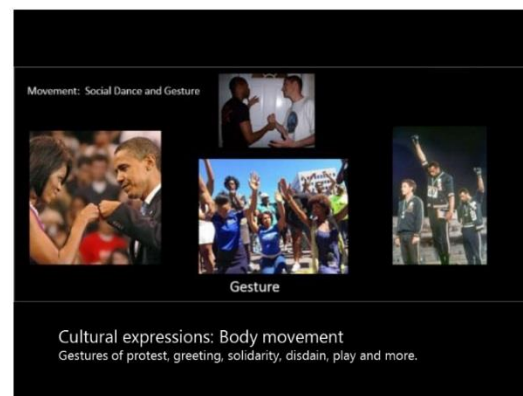 Movement: Social Dance and Gesture
Gesture
Cultural expressions: Body movement
Gestures of protest, greeting, solidarity, disdain, play and more.